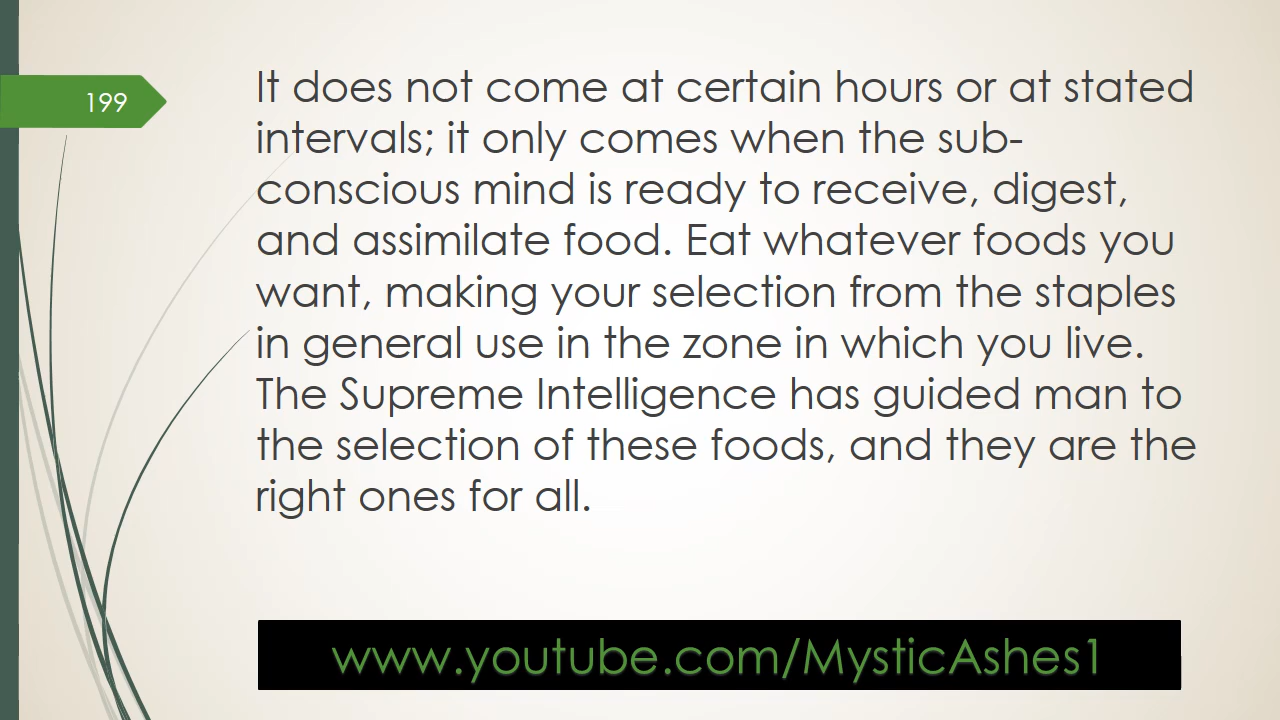 199
It does not come at certain hours or at stated
intervals; it only comes when the sub-
conscious mind is ready to receive, digest,
and assimilate food. Eat whatever foods you
want, making your selection from the staples
in general use in the zone in which you live.
The Supreme Intelligence has guided man to
the selection of these foods, and they are the
right ones for all.
www.youtube.com/MysticAshes1